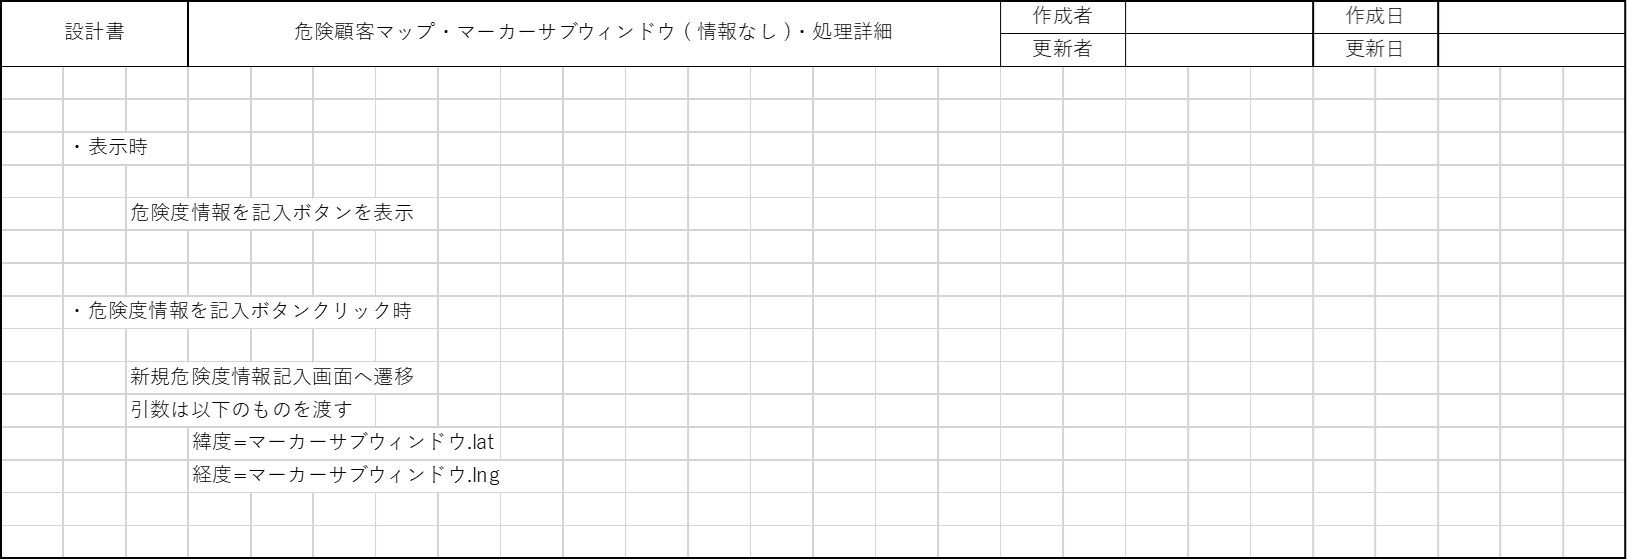 設計書
危険顧客マップ・マーカーサブウィンドウ(情報なし)・処理詳細
作成者
作成日
更新者
更新日
・表示時
危険度情報を記入ボタンを表示
・危険度情報を記入ボタンクリック時
新規危険度情報記入画面へ遷移
引数は以下のものを渡す
緯度=マーカーサブウィンドウ.lat
経度=マーカーサブウィンドウ.lng